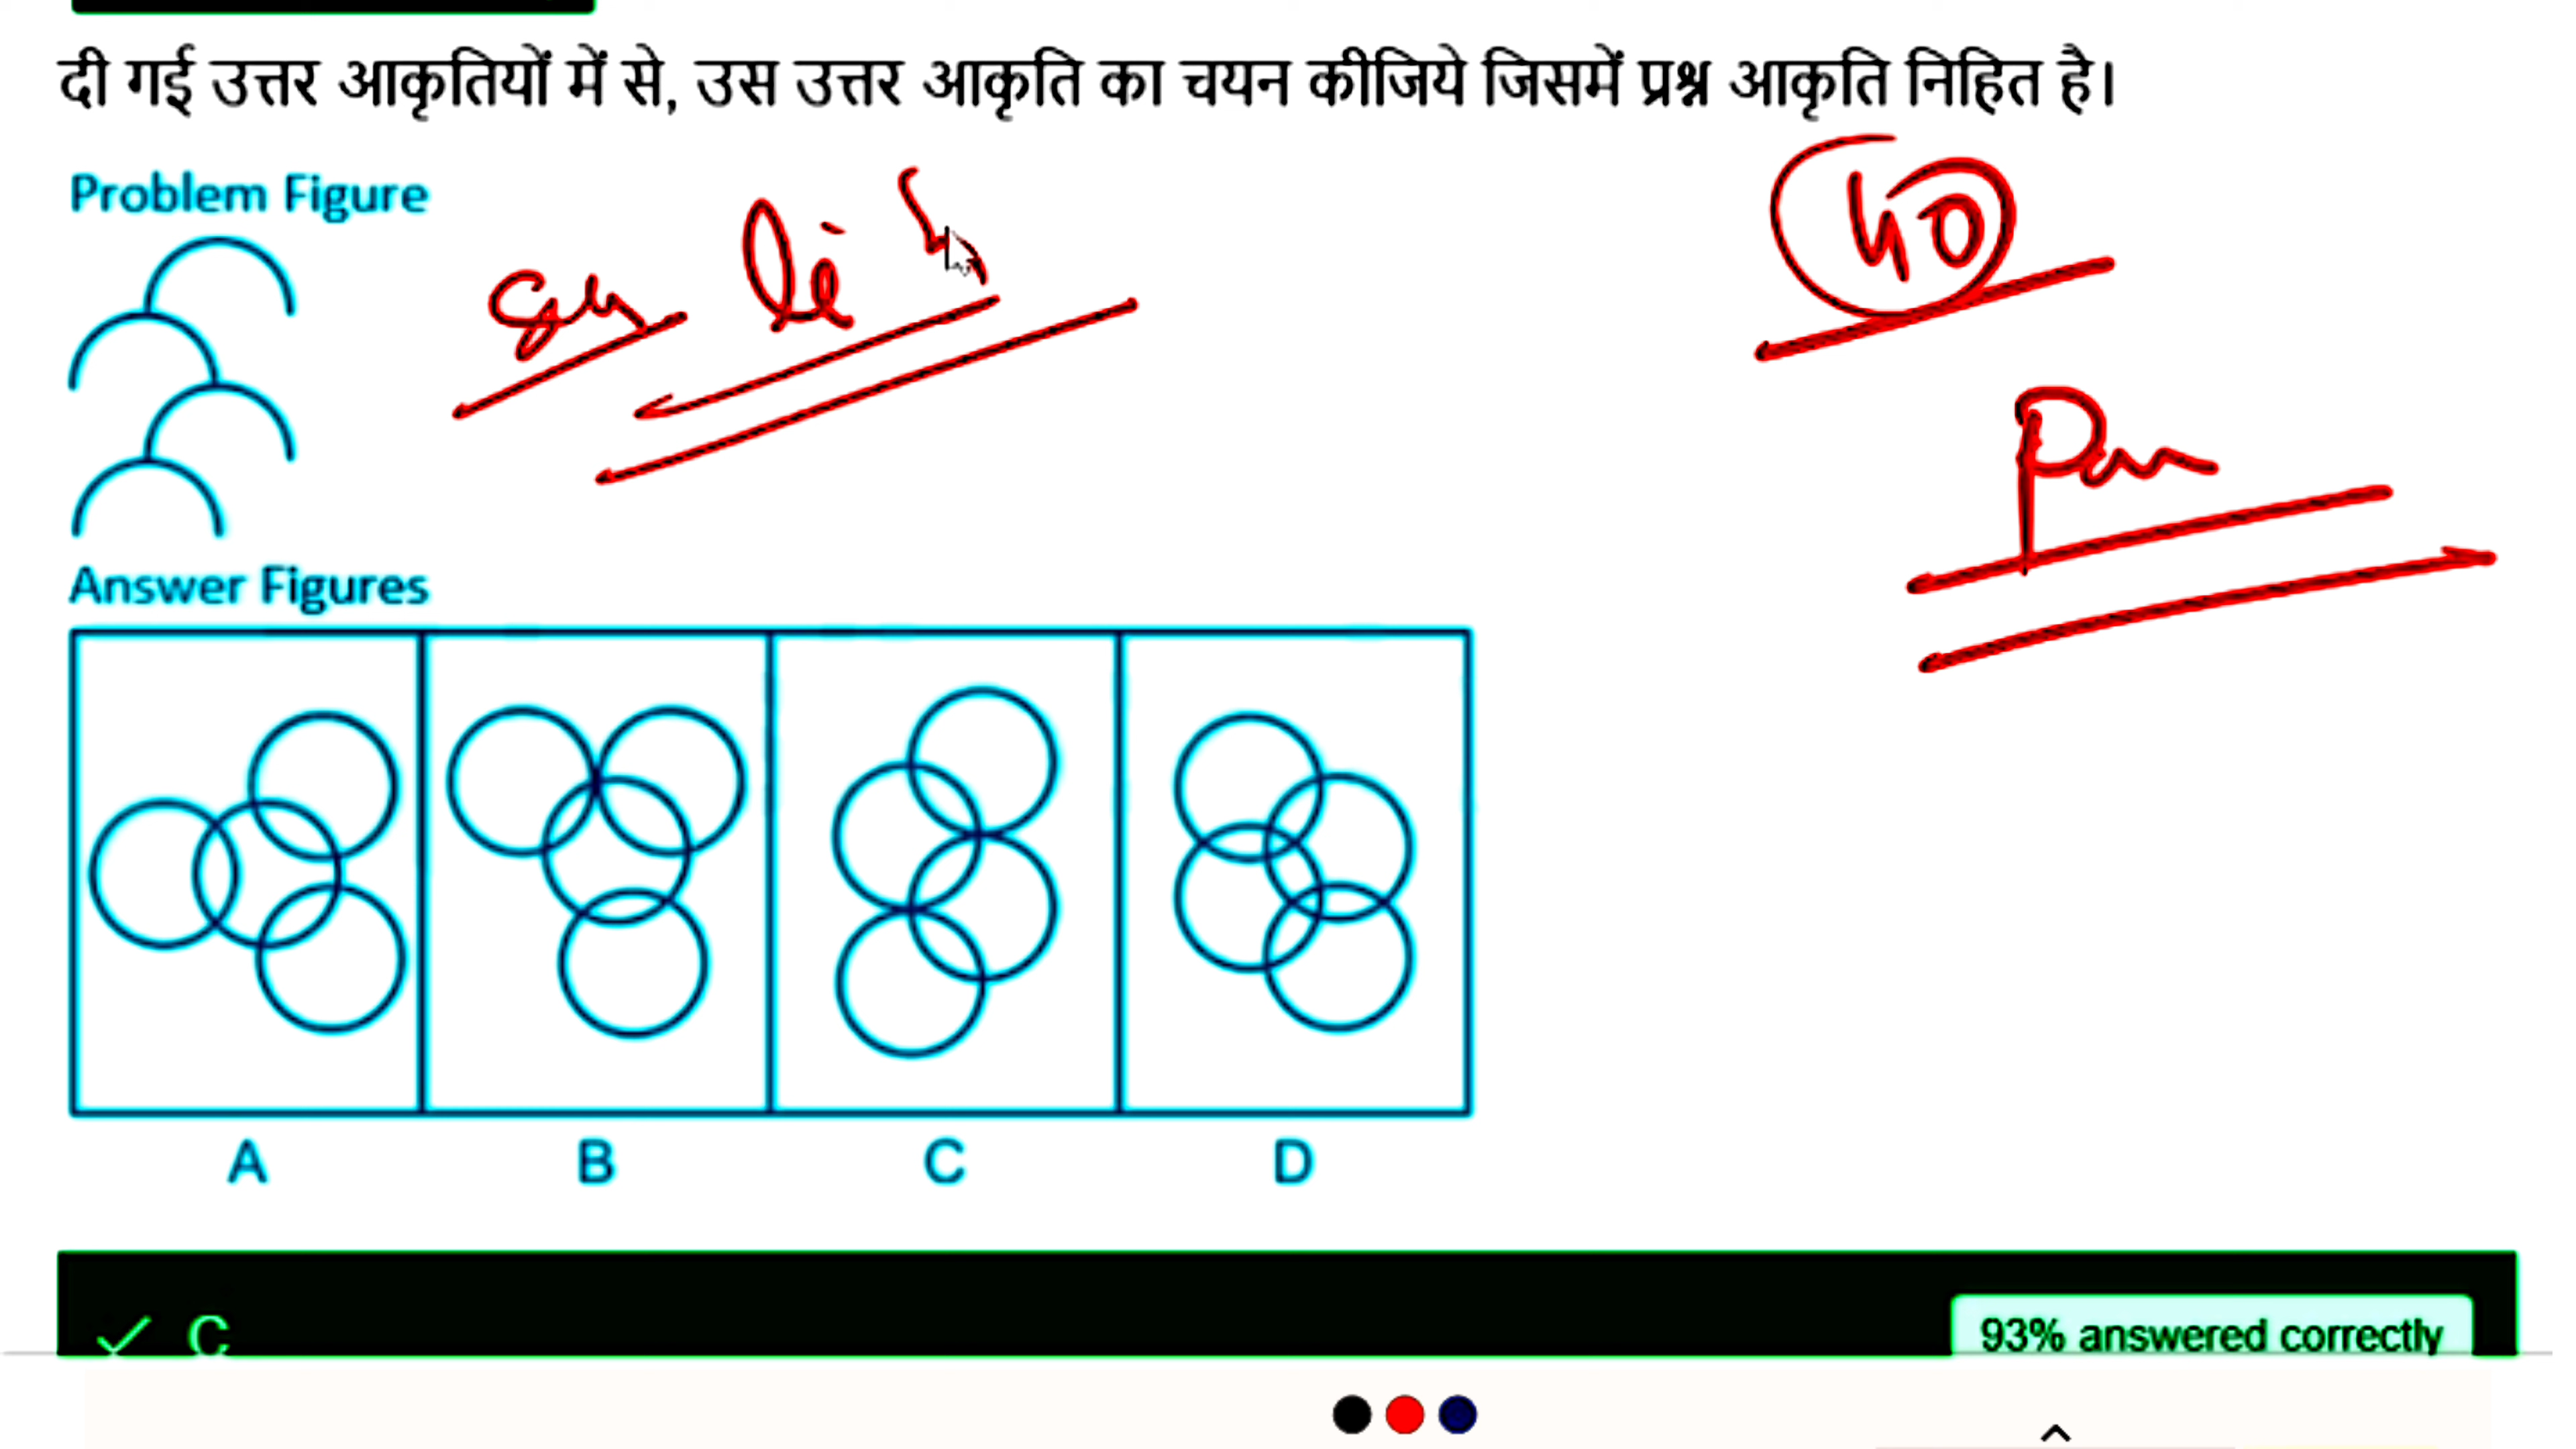 दी गई उत्तर आकृतियों में से, उस उत्तर आकृति का चयन कीजिये जिसमें प्रश्न आकृति निहित है।
Problem Figure
40
Answer Figures
A B C D
✓ C
93% answered correctly